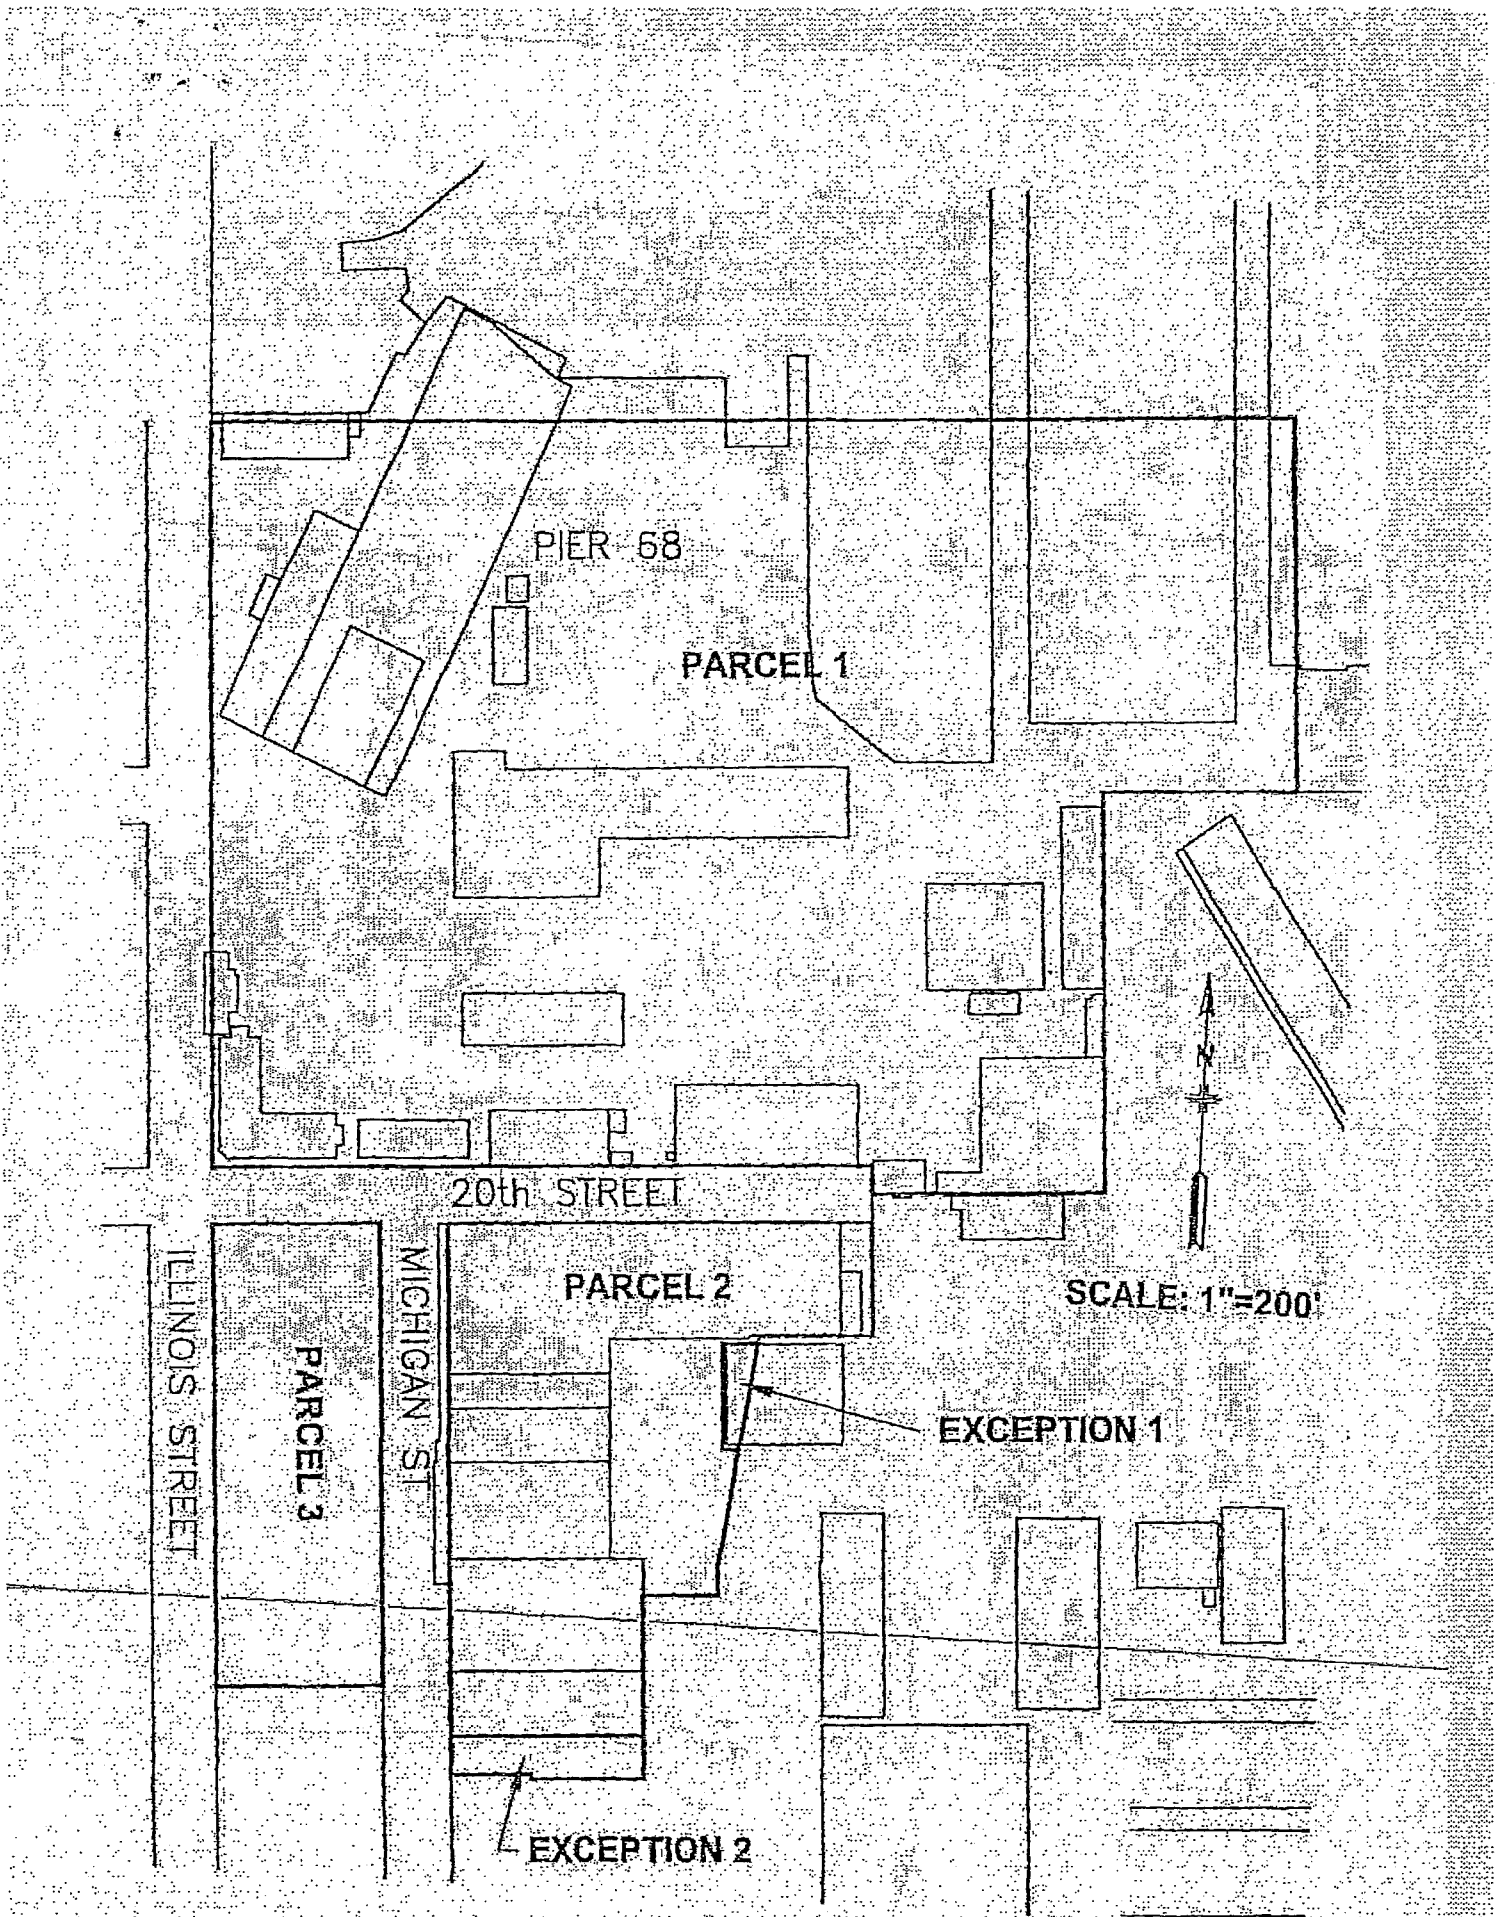 PIER 68
PARCEL 1
20th STREET
PARCEL 2
ILLINOIS STREET
PARCEL 3
MICHIGAN ST
N
SCALE: 1"=200'
EXCEPTION 1
EXCEPTION 2